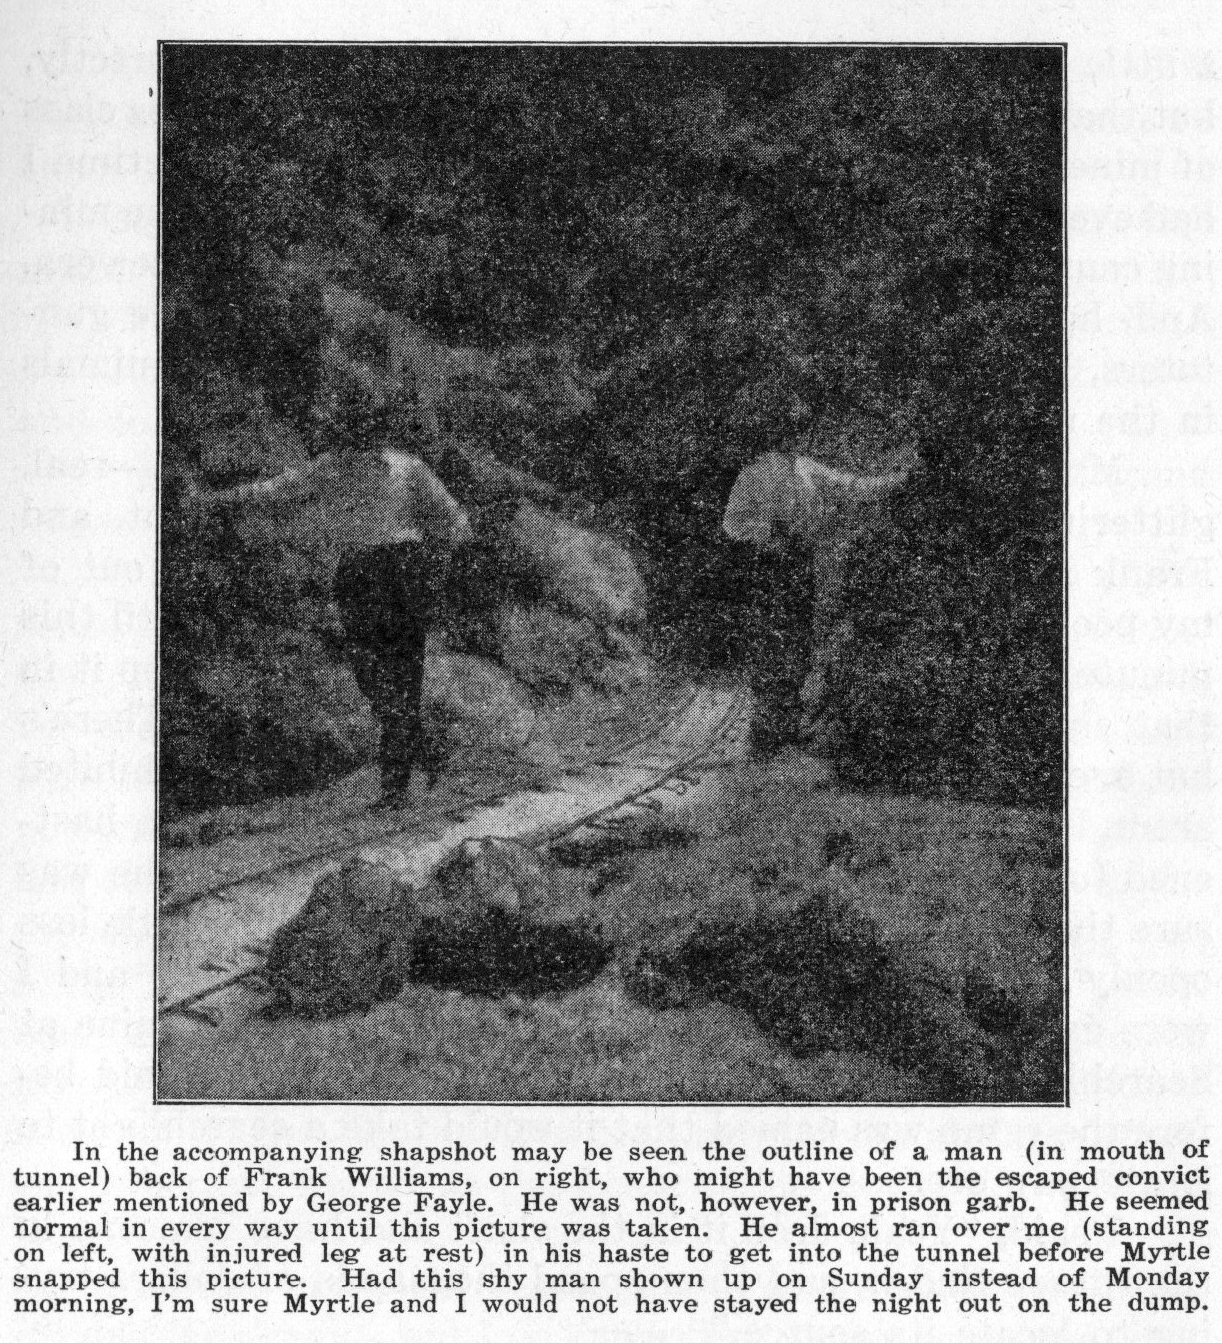 In the accompanying shapshot may be seen the outline of a man (in mouth of
tunnel) back of Frank Williams, on right, who might have been the escaped convict
earlier mentioned by George Fayle. He was not, however, in prison garb. He seemed
normal in every way until this picture was taken. He almost ran over me (standing
on left, with injured leg at rest) in his haste to get into the tunnel before Myrtle
snapped this picture. Had this shy man shown up on Sunday instead of Monday
morning, I'm sure Myrtle and I would not have stayed the night out on the dump.